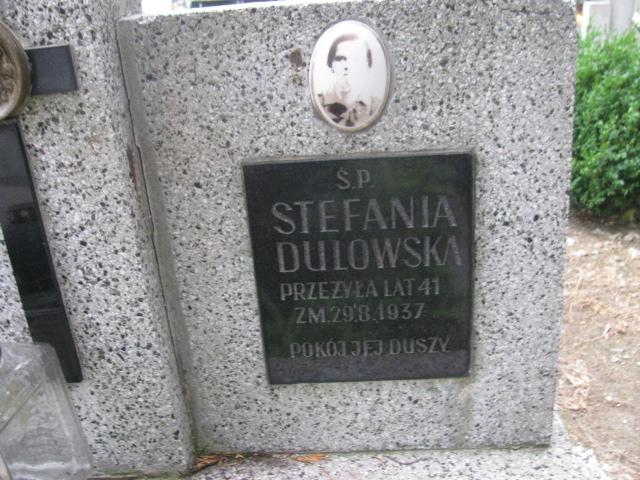 Ś.P.
STEFANIA
DULOWSKA
PRZEŻYŁA LAT 41
ZM. 29.8.1937
POKÓJ JEJ DUSZY